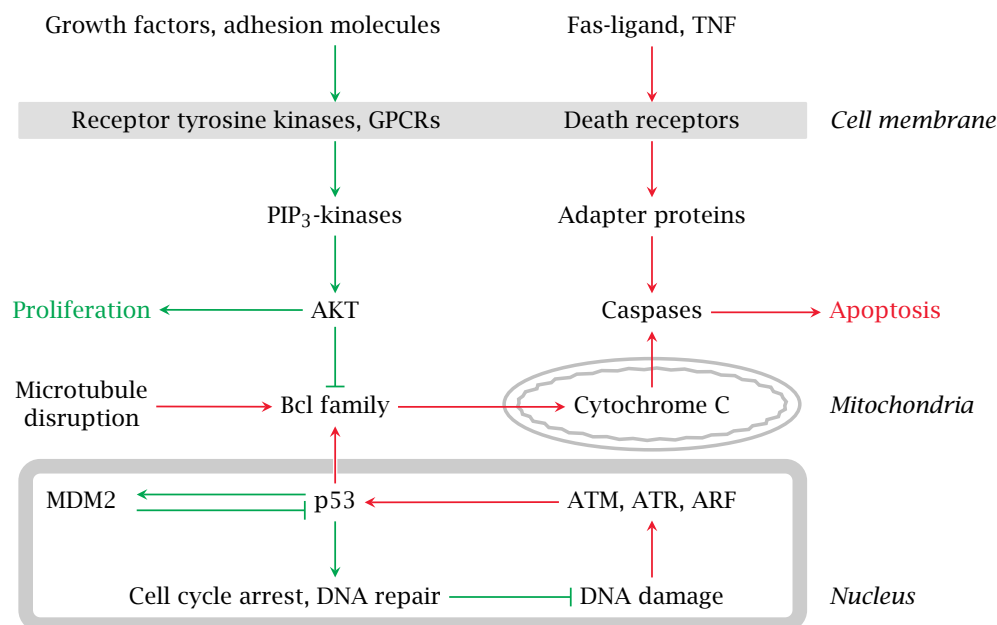 Growth factors, adhesion molecules
Fas-ligand, TNF
Receptor tyrosine kinases, GPCRs
Death receptors
Cell membrane
PIP₃-kinases
Adapter proteins
Proliferation
AKT
Caspases
Apoptosis
Microtubule
disruption
Bcl family
Cytochrome C
Mitochondria
MDM2
p53
ATM, ATR, ARF
Cell cycle arrest, DNA repair
DNA damage
Nucleus